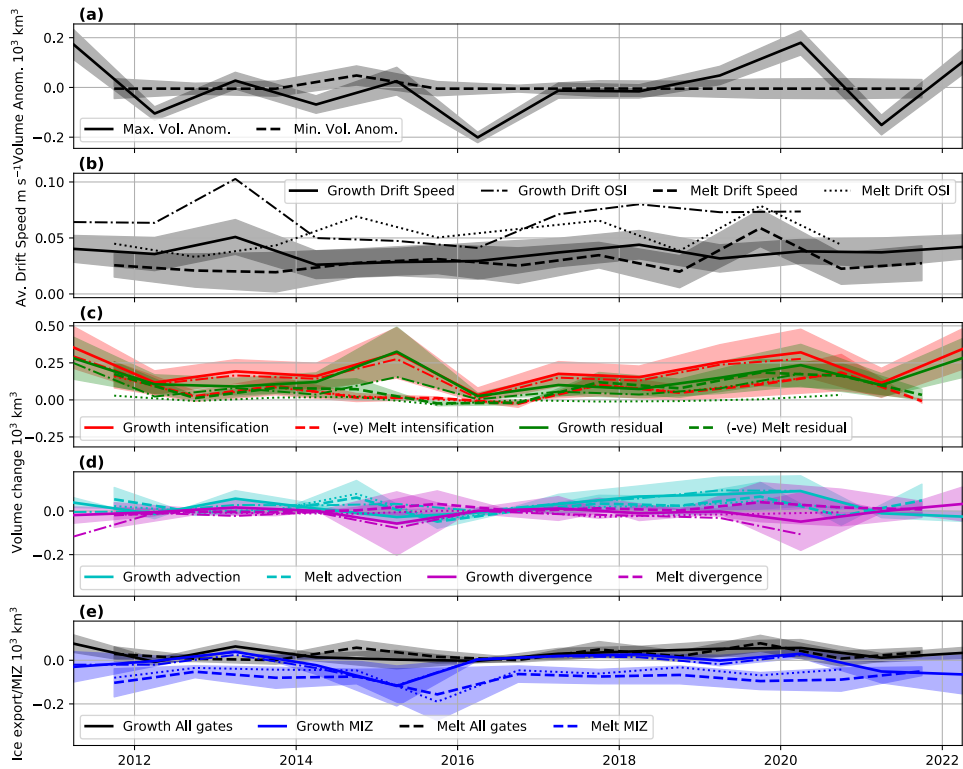 (a)
Volume Anom. 10³ km³
0.2
0.0
−0.2
Max. Vol. Anom.
Min. Vol. Anom.
(b)
Av. Drift Speed m s⁻¹
0.10
0.05
0.00
Growth Drift Speed
Growth Drift OSI
Melt Drift Speed
Melt Drift OSI
(c)
0.50
0.25
0.00
−0.25
Growth intensification
(-ve) Melt intensification
Growth residual
(-ve) Melt residual
Volume change 10³ km³
(d)
0.0
−0.2
Growth advection
Melt advection
Growth divergence
Melt divergence
(e)
Ice export/MIZ 10³ km³
0.0
−0.2
Growth All gates
Growth MIZ
Melt All gates
Melt MIZ
2012 2014 2016 2018 2020 2022